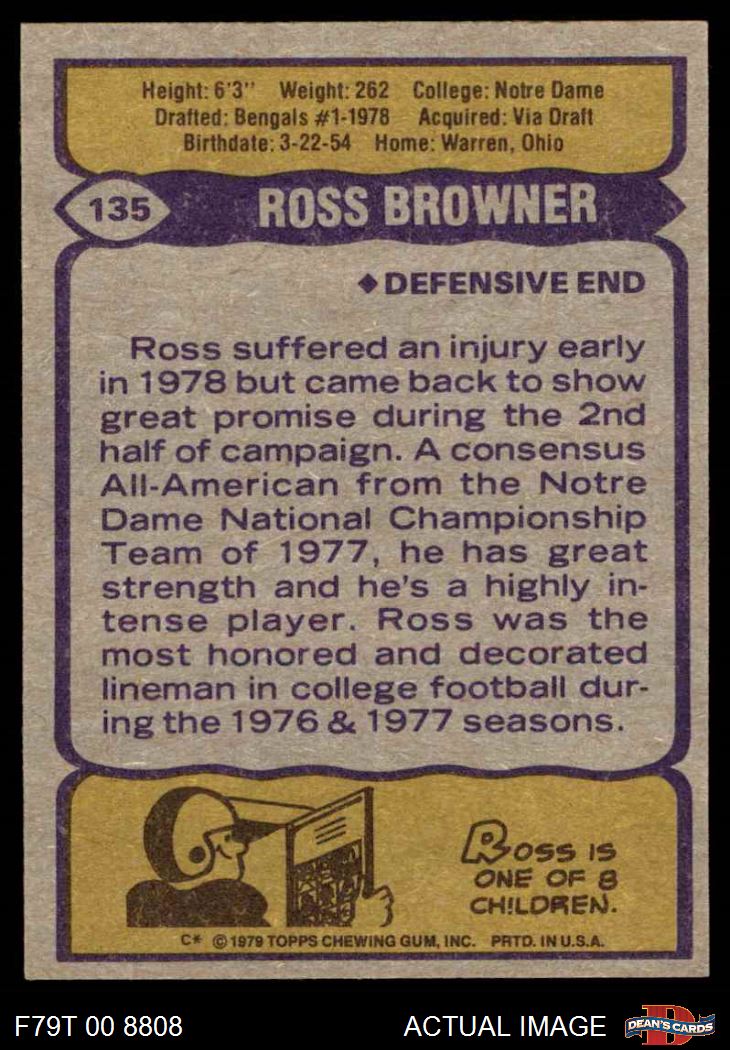 Height: 6'3" Weight: 262 College: Notre Dame
Drafted: Bengals #1-1978 Acquired: Via Draft
Birthdate: 3-22-54 Home: Warren, Ohio
135 ROSS BROWNER
◆ DEFENSIVE END
Ross suffered an injury early
in 1978 but came back to show
great promise during the 2nd
half of campaign. A consensus
All-American from the Notre
Dame National Championship
Team of 1977, he has great
strength and he's a highly in-
tense player. Ross was the
most honored and decorated
lineman in college football dur-
ing the 1976 & 1977 seasons.
ROSS IS
ONE OF 8
CHILDREN.
C* © 1979 TOPPS CHEWING GUM, INC. PRTD. IN U.S.A.
F79T 00 8808 ACTUAL IMAGE D DEAN'S CARDS